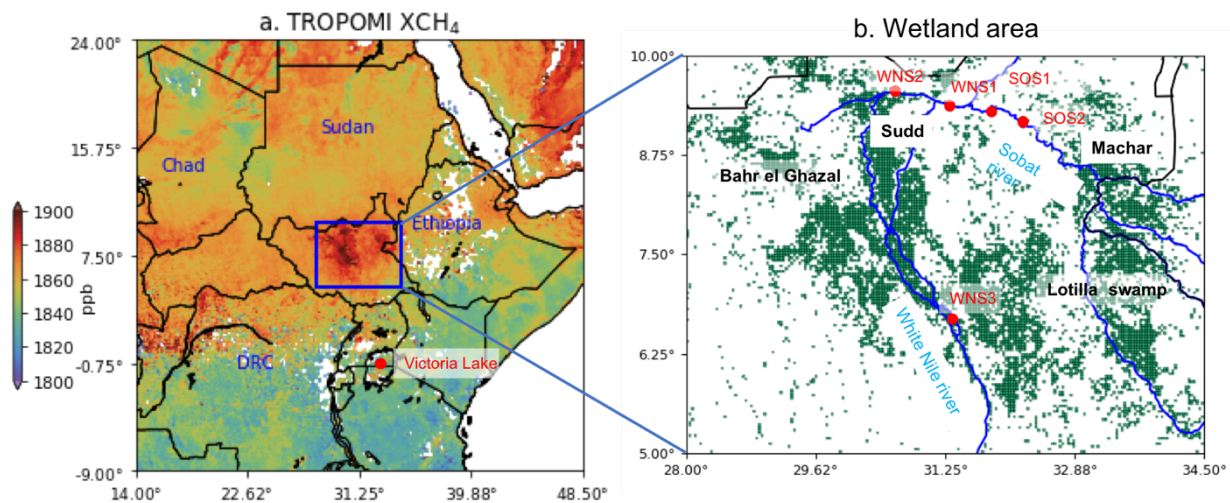 a. TROPOMI XCH₄
b. Wetland area
24.00°
15.75°
7.50°
-0.75°
-9.00°
14.00°
22.62°
31.25°
39.88°
48.50°
1900
1880
1860
1840
1820
1800
ppb
Sudan
Chad
Ethiopia
DRC
Victoria Lake
10.00°
8.75°
7.50°
6.25°
5.00°
28.00°
29.62°
31.25°
32.88°
34.50°
WNS2
WNS1
SOS1
SOS2
Sudd
Machar
Sobat
river
Bahr el Ghazal
Lotilla swamp
WNS3
White Nile river